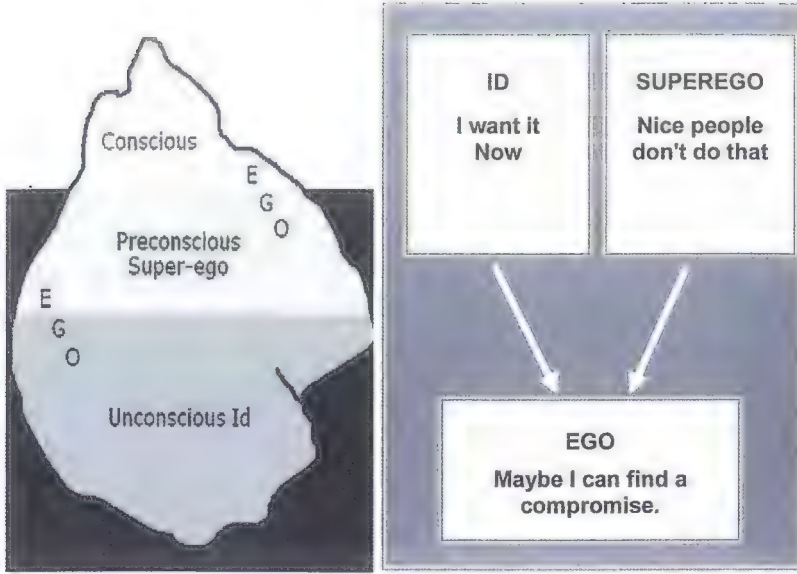 Conscious
E
G
O
Preconscious
Super-ego
E
G
O
Unconscious Id
ID
I want it
Now
SUPEREGO
Nice people
don't do that
EGO
Maybe I can find a
compromise.